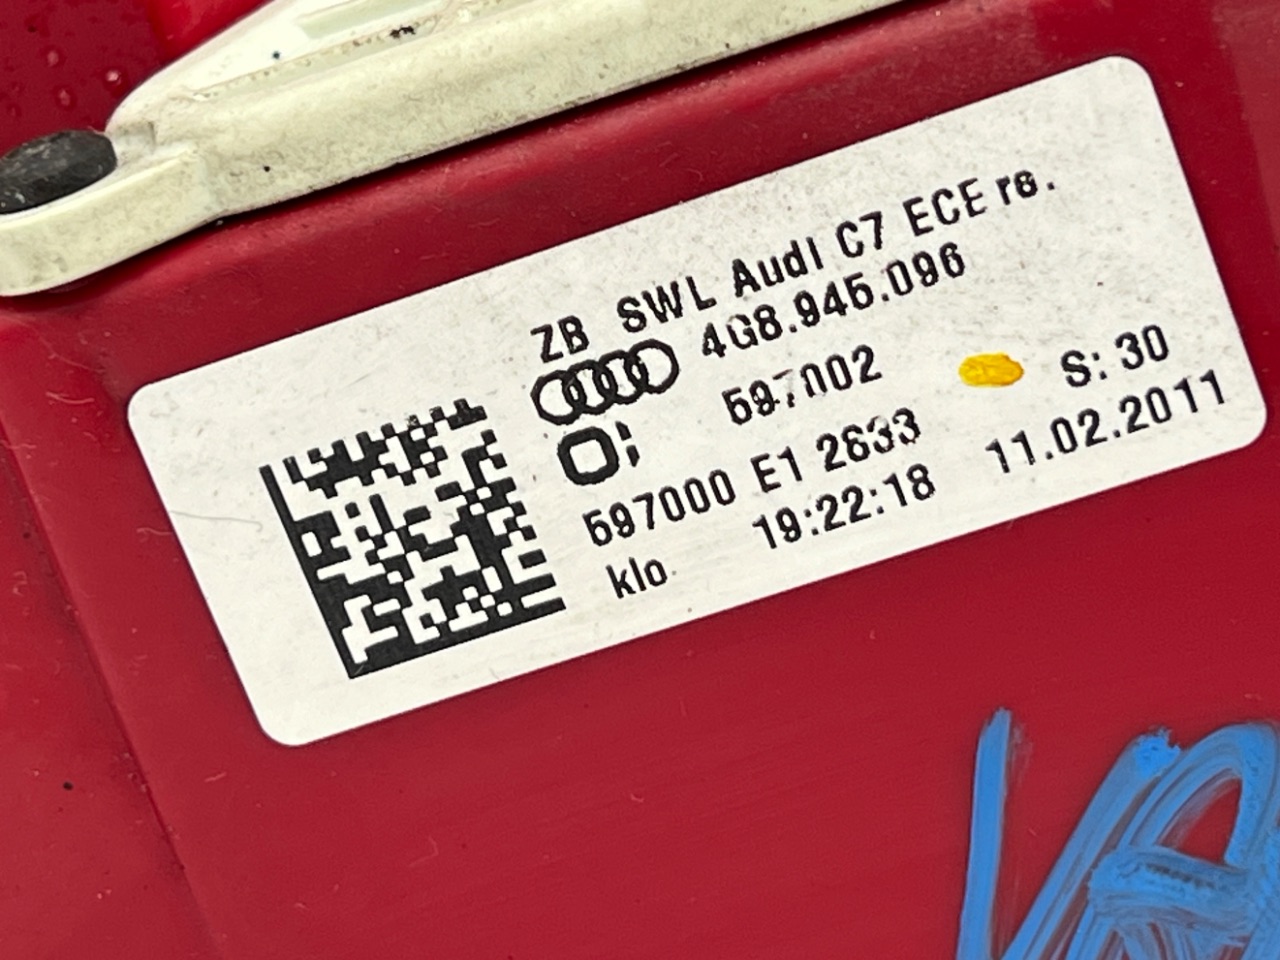 ZB SWL Audi C7 ECE re.
4G8.945.096
597002 S: 30
597000 E1 2633 11.02.2011
klo 19:22:18